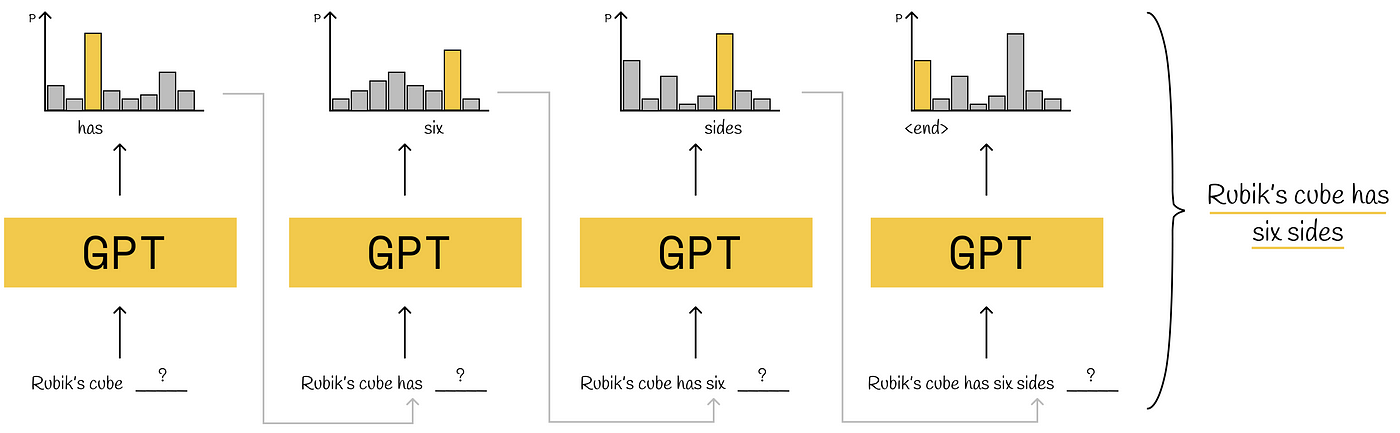 P
P
P
P
has
six
sides
<end>
GPT
GPT
GPT
GPT
Rubik's cube ?
Rubik's cube has ?
Rubik's cube has six ?
Rubik's cube has six sides ?
Rubik's cube has
six sides